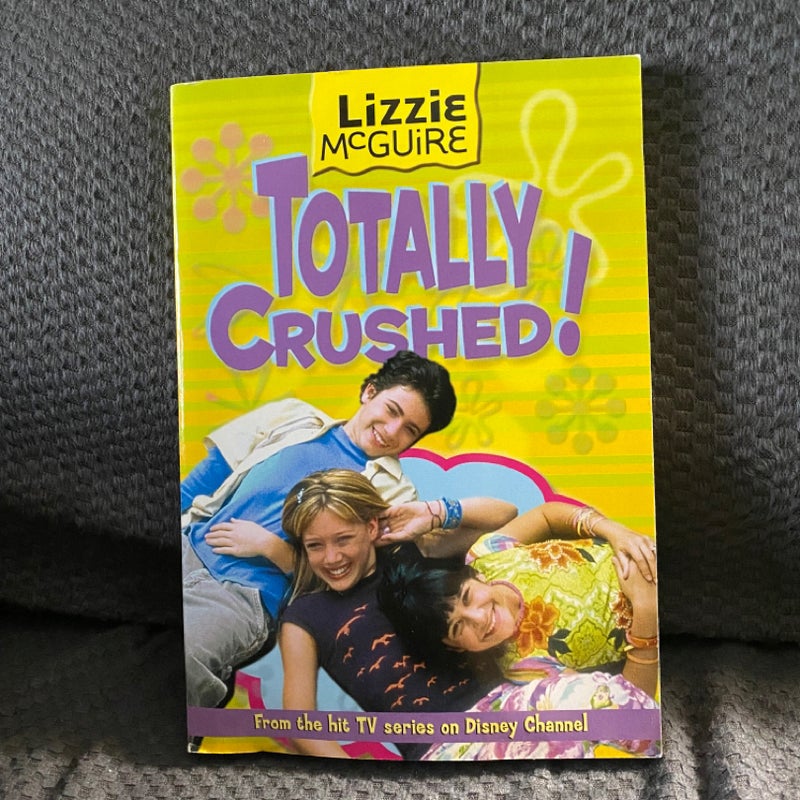 Lizzie
McGuire
Totally
Crushed!
From the hit TV series on Disney Channel